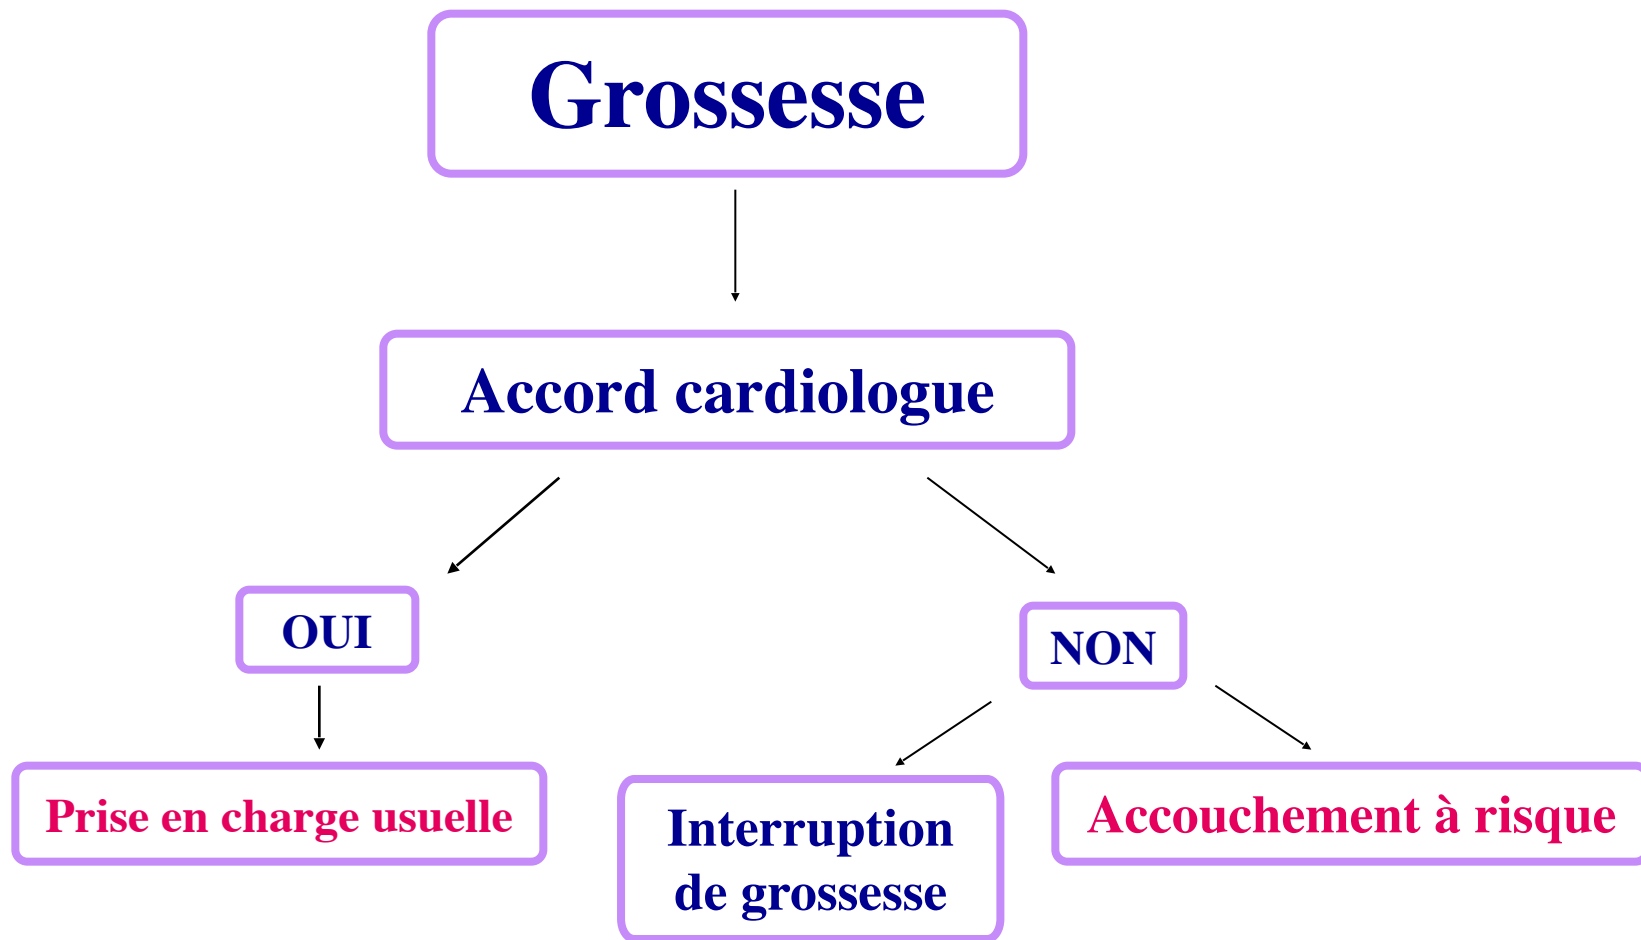 Grossesse
Accord cardiologue
OUI
NON
Prise en charge usuelle
Interruption
de grossesse
Accouchement à risque